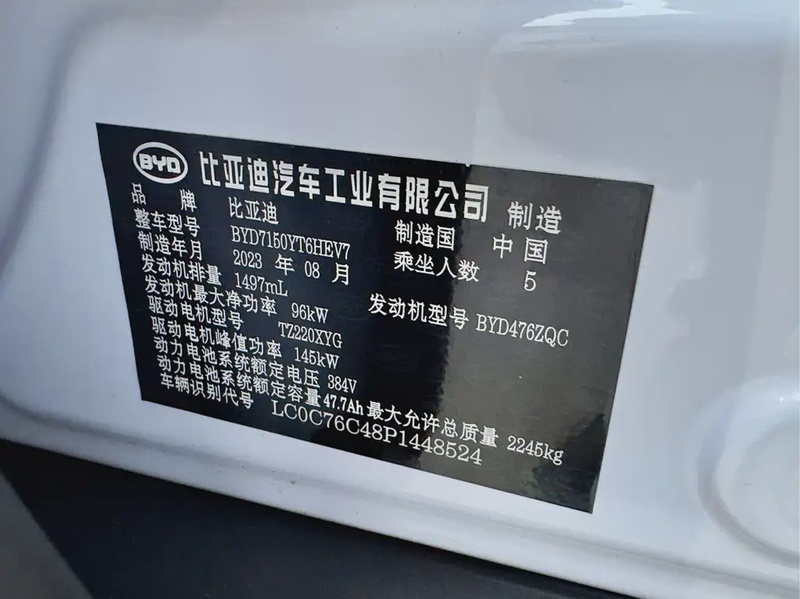 BYD 比亚迪汽车工业有限公司 制造
品牌 比亚迪 制造国 中国
整车型号 BYD7150YT6HEV7 乘坐人数 5
制造年月 2023 年 08 月
发动机排量 1497mL 发动机型号 BYD476ZQC
发动机最大净功率 96kW
驱动电机型号 TZ220XYG
驱动电机峰值功率 145kW
动力电池系统额定电压 384V
动力电池系统额定容量 47.7Ah 最大允许总质量 2245kg
车辆识别代号 LC0C76C48P1448524